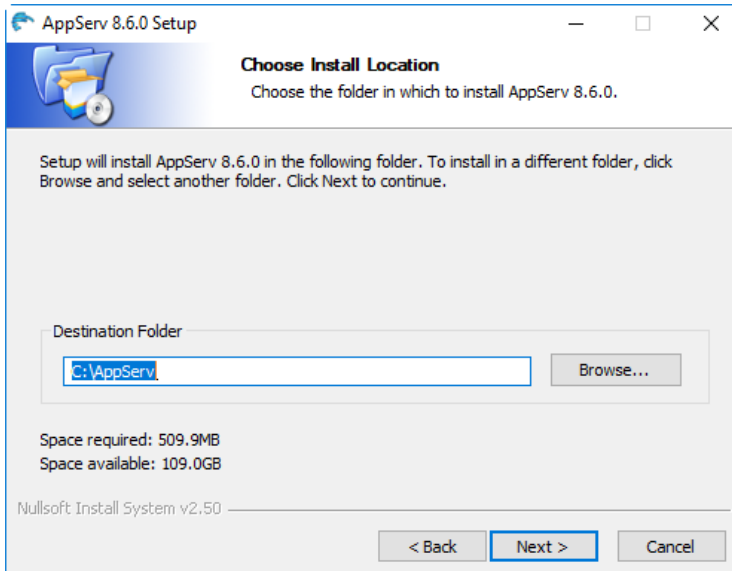 AppServ 8.6.0 Setup
Choose Install Location
Choose the folder in which to install AppServ 8.6.0.
Setup will install AppServ 8.6.0 in the following folder. To install in a different folder, click
Browse and select another folder. Click Next to continue.
Destination Folder
C:\AppServ
Browse...
Space required: 509.9MB
Space available: 109.0GB
Nullsoft Install System v2.50
< Back
Next >
Cancel